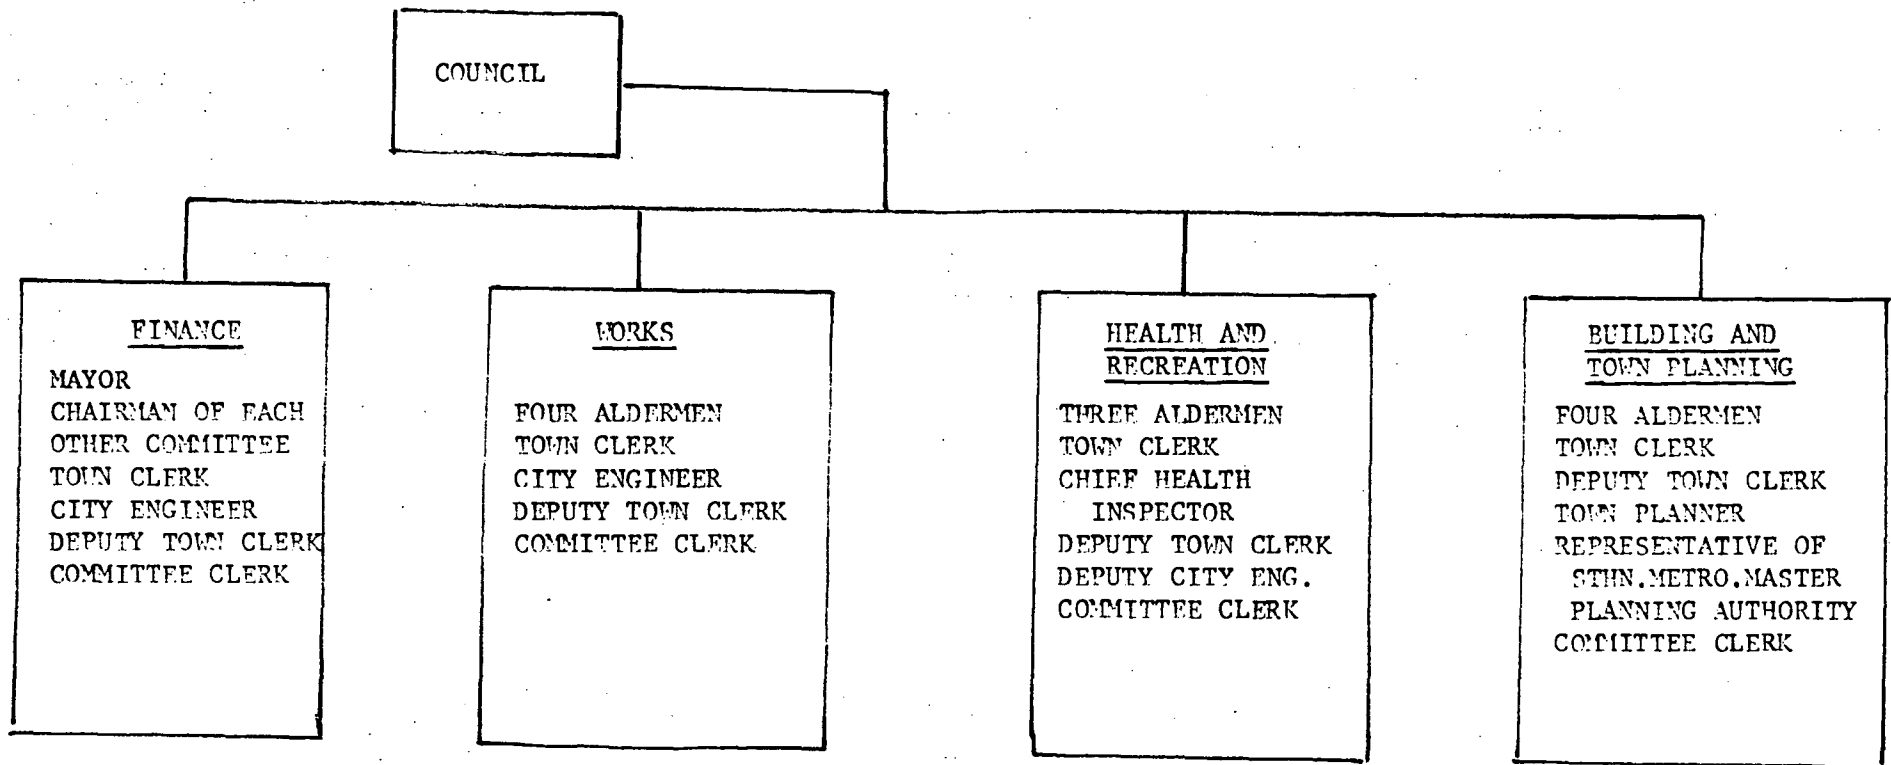 COUNCIL
FINANCE
MAYOR
CHAIRMAN OF EACH
OTHER COMMITTEE
TOWN CLERK
CITY ENGINEER
DEPUTY TOWN CLERK
COMMITTEE CLERK
WORKS
FOUR ALDERMEN
TOWN CLERK
CITY ENGINEER
DEPUTY TOWN CLERK
COMMITTEE CLERK
HEALTH AND
RECREATION
THREE ALDERMEN
TOWN CLERK
CHIEF HEALTH
INSPECTOR
DEPUTY TOWN CLERK
DEPUTY CITY ENG.
COMMITTEE CLERK
BUILDING AND
TOWN PLANNING
FOUR ALDERMEN
TOWN CLERK
DEPUTY TOWN CLERK
TOWN PLANNER
REPRESENTATIVE OF
STHN.METRO.MASTER
PLANNING AUTHORITY
COMMITTEE CLERK